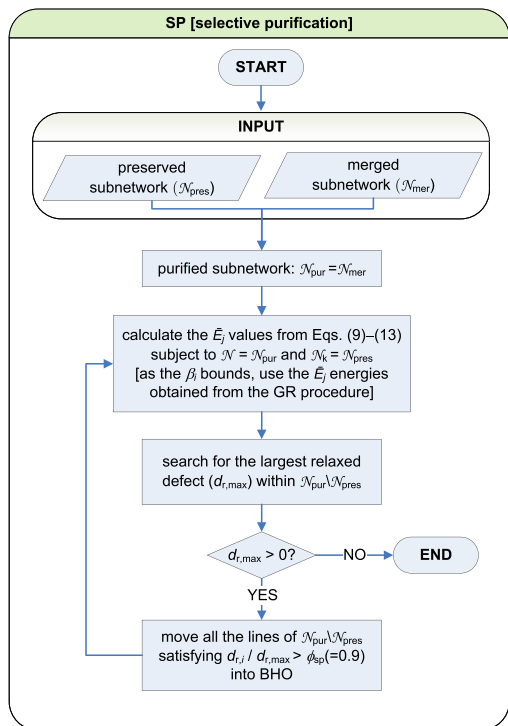 SP [selective purification]
START
INPUT
preserved
subnetwork (𝒩pres)
merged
subnetwork (𝒩mer)
purified subnetwork: 𝒩pur = 𝒩mer
calculate the Ēj values from Eqs. (9)–(13)
subject to 𝒩 = 𝒩pur and 𝒩k = 𝒩pres
[as the βi bounds, use the Ēj energies
obtained from the GR procedure]
search for the largest relaxed
defect (dr,max) within 𝒩pur\𝒩pres
dr,max > 0?
NO
END
YES
move all the lines of 𝒩pur\𝒩pres
satisfying dr,i / dr,max > ϕsp(=0.9)
into BHO